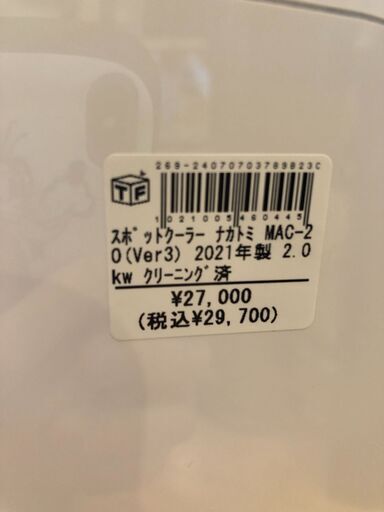 269-24070703789823C
TF
1021005460445
スポットクーラー ナカトミ MAC-2
0(Ver3) 2021年製 2.0
kw クリーニング済
¥27,000
(税込¥29,700)